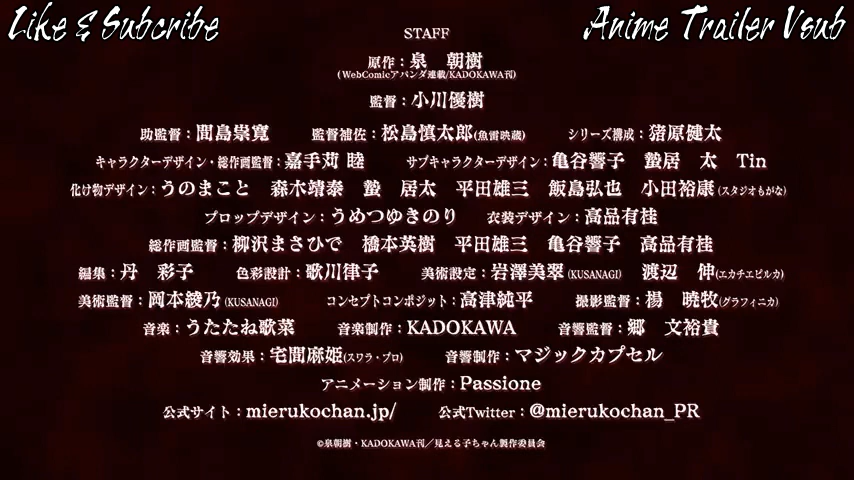 Like & Subcribe
Anime Trailer Vsub
STAFF
原作：泉　朝樹
(WebComicアパンダ連載/KADOKAWA刊)
監督：小川優樹
助監督：間島崇寛　監督補佐：松島慎太郎(魚雷映蔵)　シリーズ構成：猪原健太
キャラクターデザイン・総作画監督：嘉手苅 睦　サブキャラクターデザイン：亀谷響子　蛍居　太　Tin
化け物デザイン：うのまこと　森木靖泰　蛍　居太　平田雄三　飯島弘也　小田裕康(スタジオもがな)
プロップデザイン：うめつゆきのり　衣装デザイン：高品有桂
総作画監督：柳沢まさひで　橋本英樹　平田雄三　亀谷響子　高品有桂
編集：丹　彩子　色彩設計：歌川律子　美術設定：岩澤美翠(KUSANAGI)　渡辺　伸(エカチエピルカ)
美術監督：岡本綾乃(KUSANAGI)　コンセプトコンポジット：高津純平　撮影監督：楊　暁牧(グラフィニカ)
音楽：うたたね歌菜　音楽制作：KADOKAWA　音響監督：郷　文裕貴
音響効果：宅間麻姫(スワラ・プロ)　音響制作：マジックカプセル
アニメーション制作：Passione
公式サイト：mierukochan.jp/　公式Twitter：@mierukochan_PR
©泉朝樹・KADOKAWA刊／見える子ちゃん製作委員会